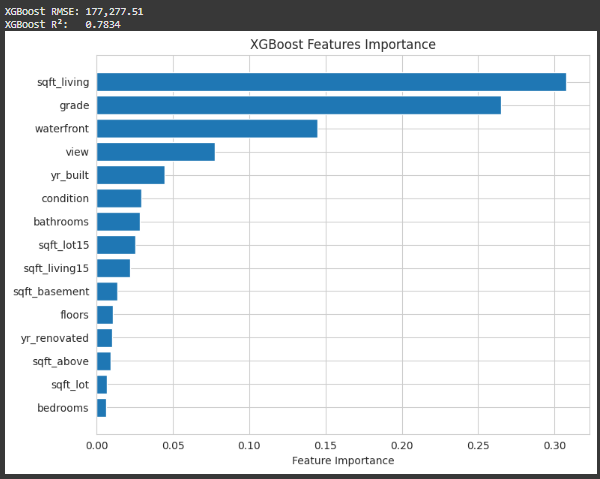 XGBoost RMSE: 177,277.51
XGBoost R²:   0.7834
XGBoost Features Importance
sqft_living
grade
waterfront
view
yr_built
condition
bathrooms
sqft_lot15
sqft_living15
sqft_basement
floors
yr_renovated
sqft_above
sqft_lot
bedrooms
0.00 0.05 0.10 0.15 0.20 0.25 0.30
Feature Importance